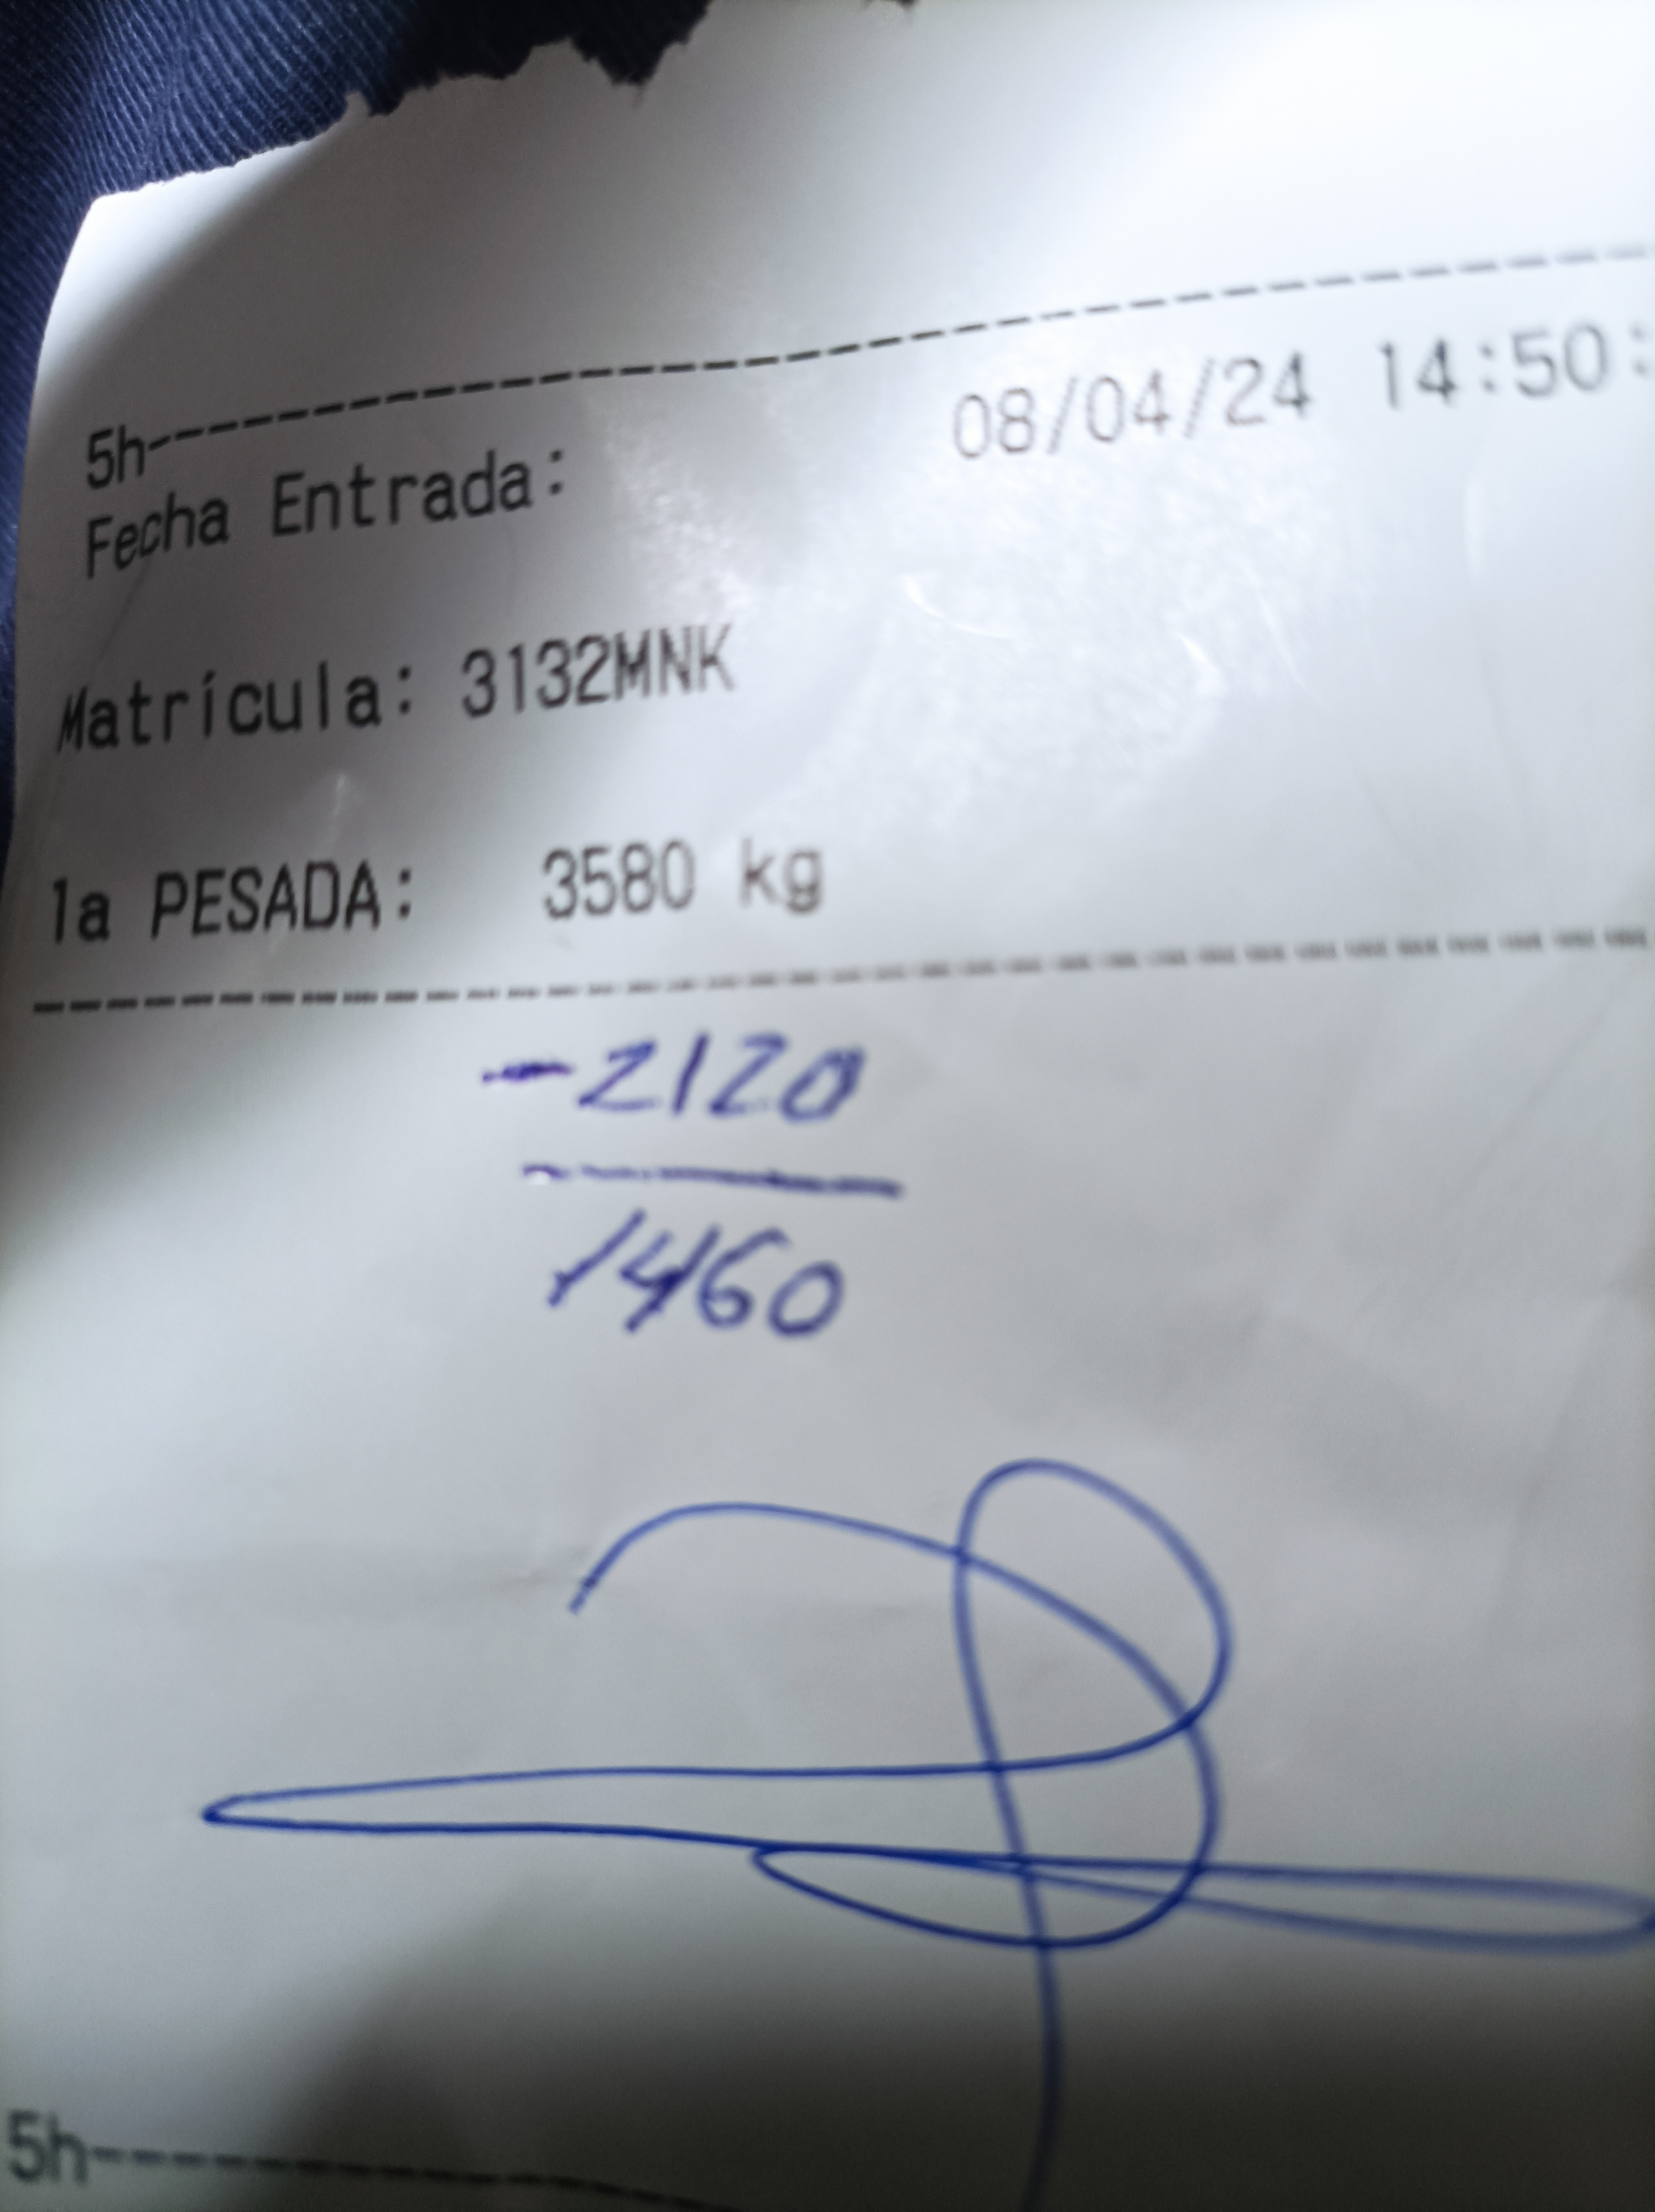 5h--------------------------------
Fecha Entrada: 08/04/24 14:50:
Matrícula: 3132MNK
1a PESADA: 3580 kg
-2120
1460
5h----------------